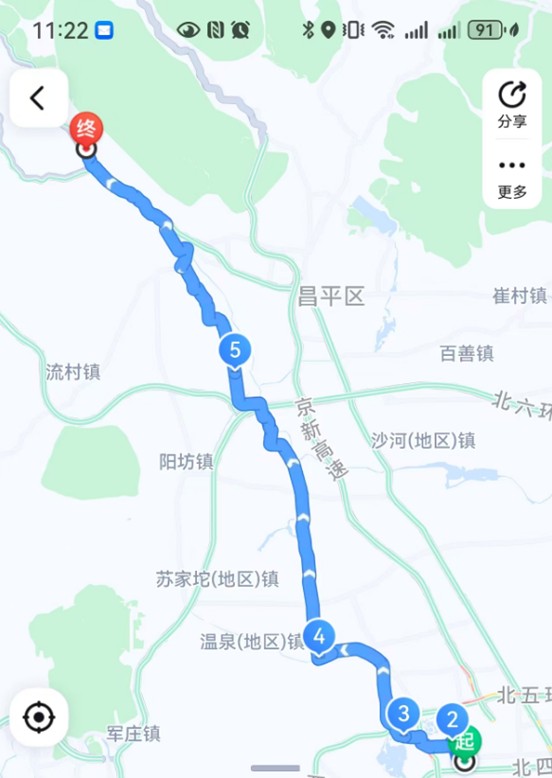 11:22
91
分享
更多
终
昌平区
崔村镇
5
百善镇
流村镇
北六环
京新高速
沙河(地区)镇
阳坊镇
苏家坨(地区)镇
温泉(地区)镇
4
北五环
3
2
起
军庄镇
北四